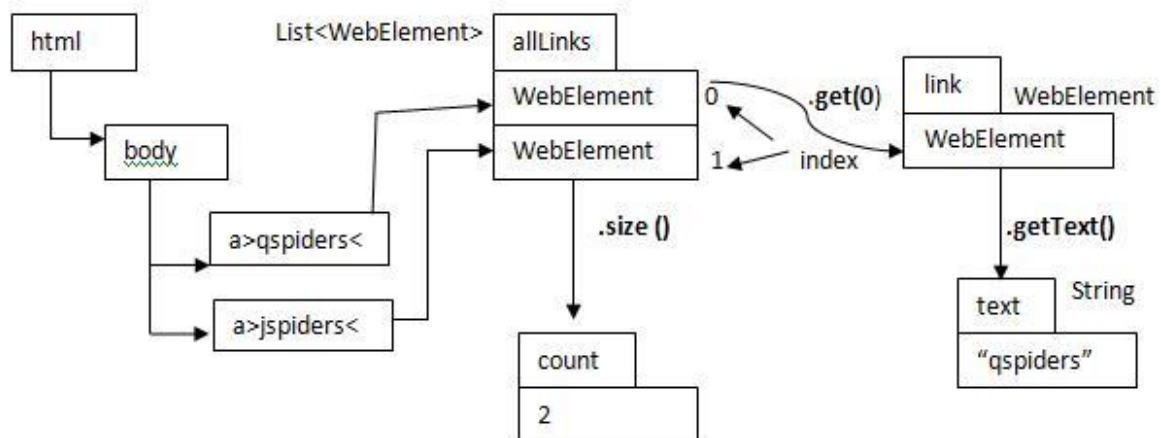 html
List<WebElement>
allLinks
WebElement
0
.get(0)
link
WebElement
WebElement
body
WebElement
1
index
a>qspiders<
.size ()
.getText()
a>jspiders<
text
String
"qspiders"
count
2